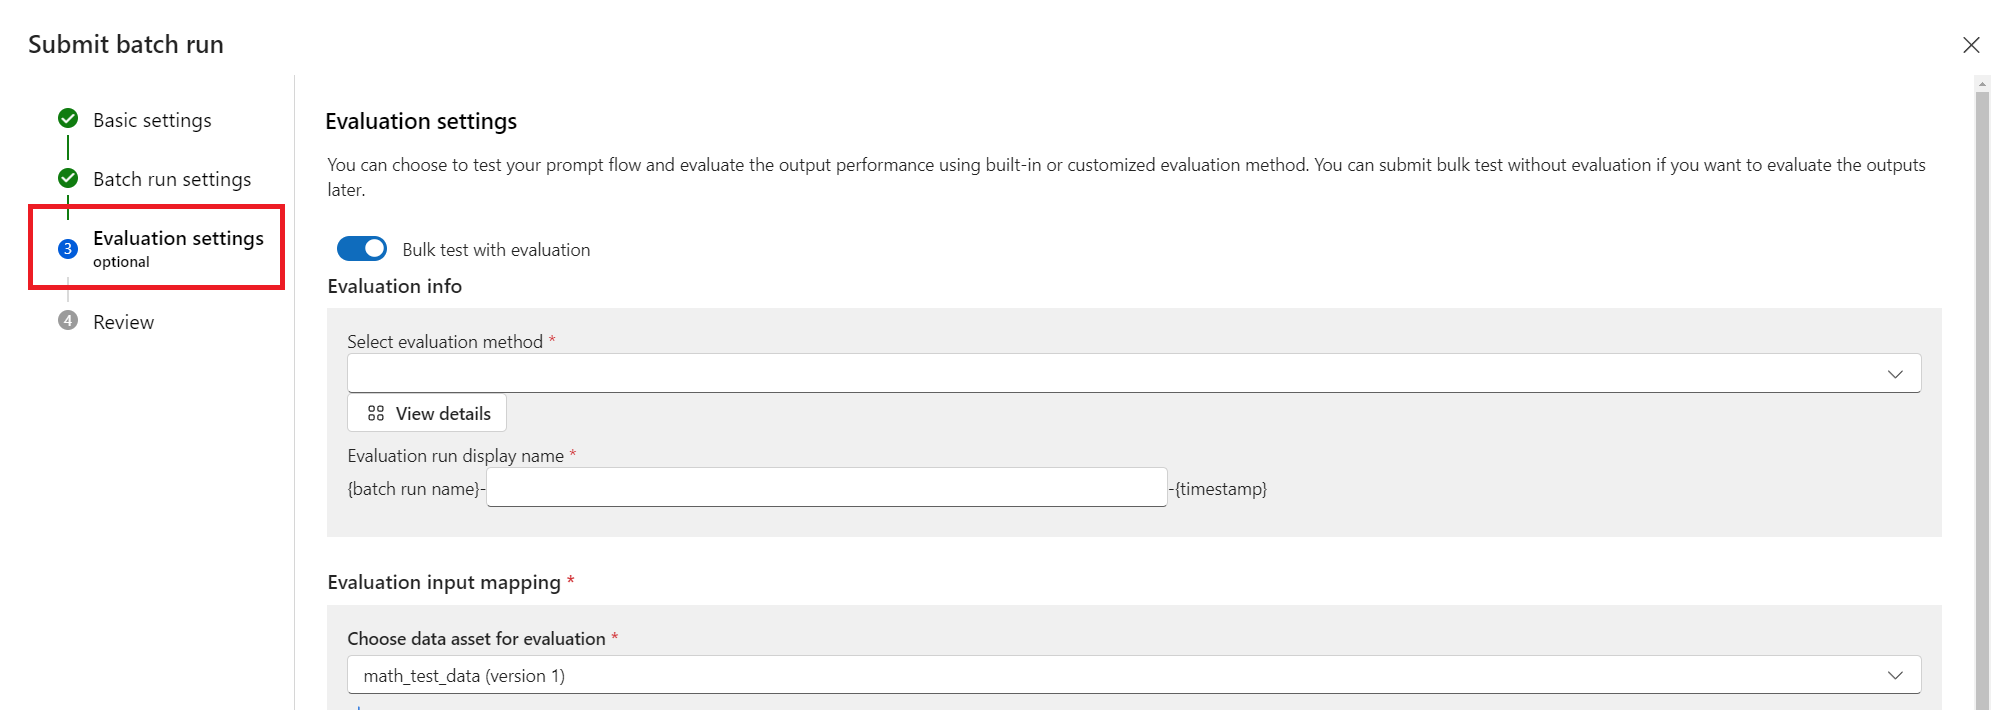 Submit batch run
Basic settings
Batch run settings
3
Evaluation settings
optional
4
Review
Evaluation settings
You can choose to test your prompt flow and evaluate the output performance using built-in or customized evaluation method. You can submit bulk test without evaluation if you want to evaluate the outputs
later.
Bulk test with evaluation
Evaluation info
Select evaluation method *
View details
Evaluation run display name *
{batch run name}- -{timestamp}
Evaluation input mapping *
Choose data asset for evaluation *
math_test_data (version 1)